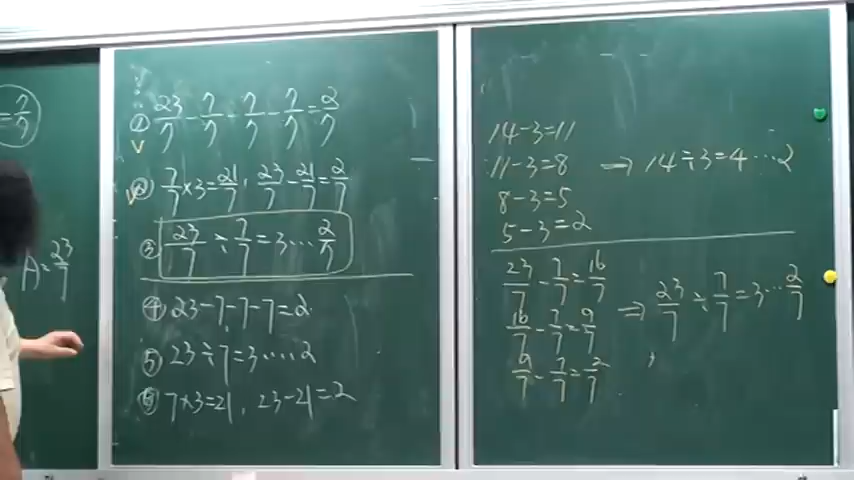 = 7/7
A = 23/7
① 23/7 - 7/7 - 7/7 - 7/7 = 2/7
② 7/7 × 3 = 21/7, 23/7 - 21/7 = 2/7
③ 23/7 ÷ 7/7 = 3 … 2/7
④ 23-7-7-7=2
⑤ 23÷7=3……2
⑥ 7×3=21, 23-21=2
14-3=11
11-3=8 ⇒ 14÷3=4…2
8-3=5
5-3=2
23/7 - 7/7 = 16/7
16/7 - 7/7 = 9/7 ⇒ 23/7 ÷ 7/7 = 3 … 2/7
9/7 - 7/7 = 2/7